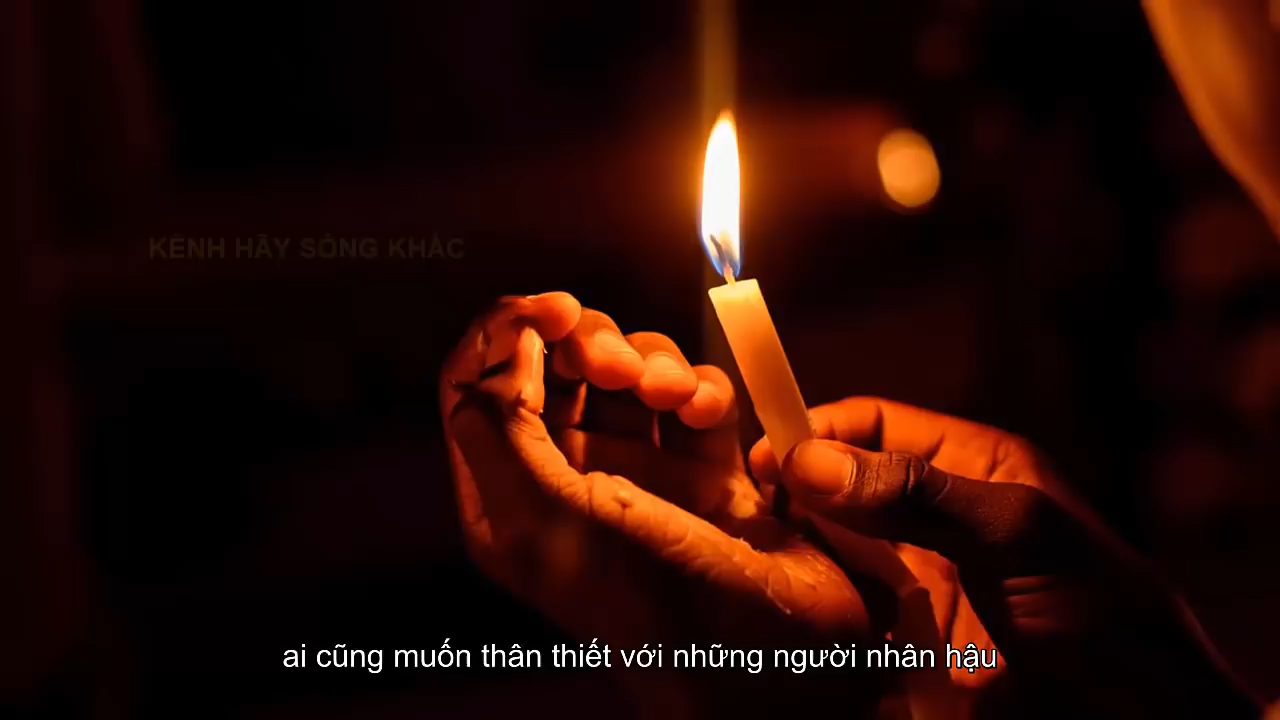 KÊNH HÃY SỐNG KHÁC
ai cũng muốn thân thiết với những người nhân hậu